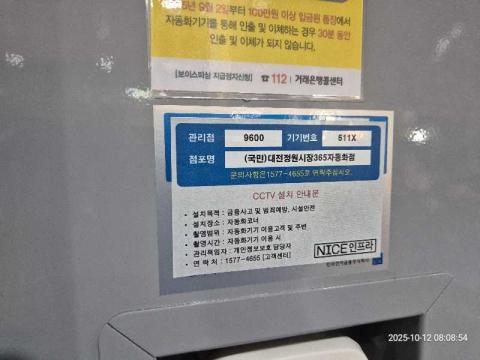 5년 9월 2일부터 100만원 이상 입금된 통장에서
자동화기기를 통해 인출 및 이체하는 경우 30분 동안
인출 및 이체가 되지 않습니다.
[보이스피싱 지급정지신청] ☎ 112 | 거래은행콜센터
관리점 9600 기기번호 511X
점포명 (국민)대전정원시장365자동화점
문의사항은1577-4655로 연락주십시오.
CCTV 설치 안내문
• 설치목적 : 금융사고 및 범죄예방, 시설안전
• 설치장소 : 자동화코너
• 촬영범위 : 자동화기기 이용고객 및 주변
• 촬영시간 : 자동화기기 이용 시
• 관리책임자 : 개인정보보호 담당자
• 연 락 처 : 1577-4655 [고객센터]
NICE인프라
한국전자금융주식회사
2025-10-12 08:08:54